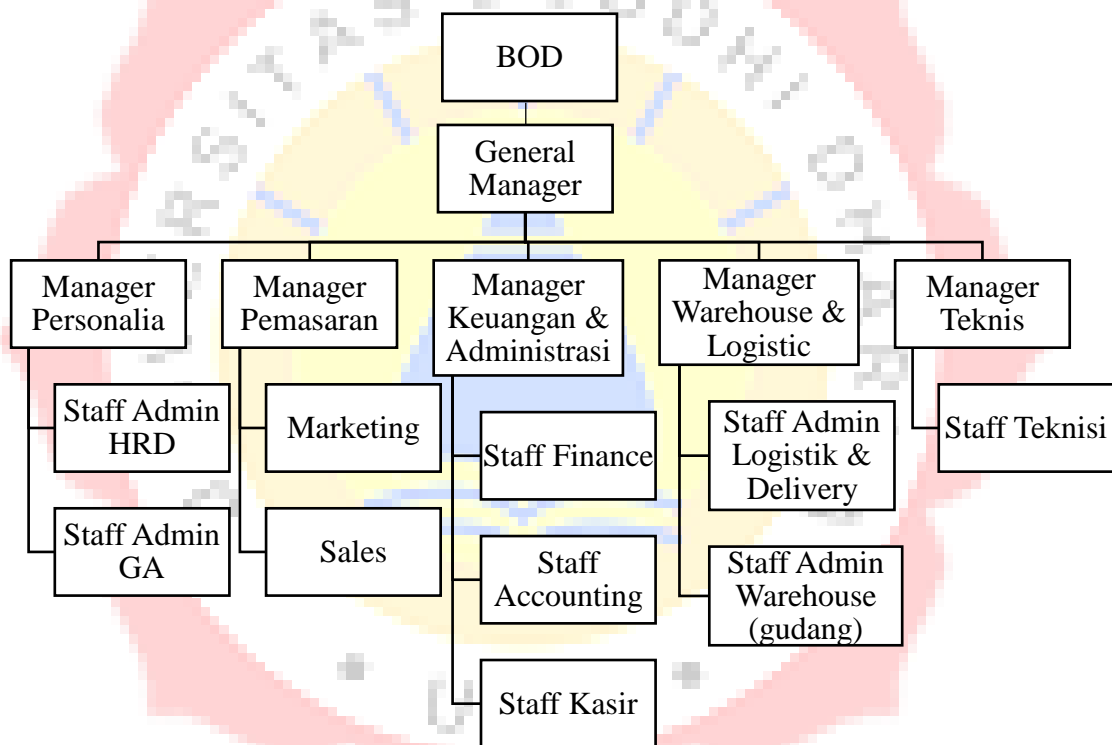 BOD
General
Manager
Manager
Personalia
Manager
Pemasaran
Manager
Keuangan &
Administrasi
Manager
Warehouse &
Logistic
Manager
Teknis
Staff Admin
HRD
Staff Admin
GA
Marketing
Sales
Staff Finance
Staff
Accounting
Staff Kasir
Staff Admin
Logistik &
Delivery
Staff Admin
Warehouse
(gudang)
Staff Teknisi